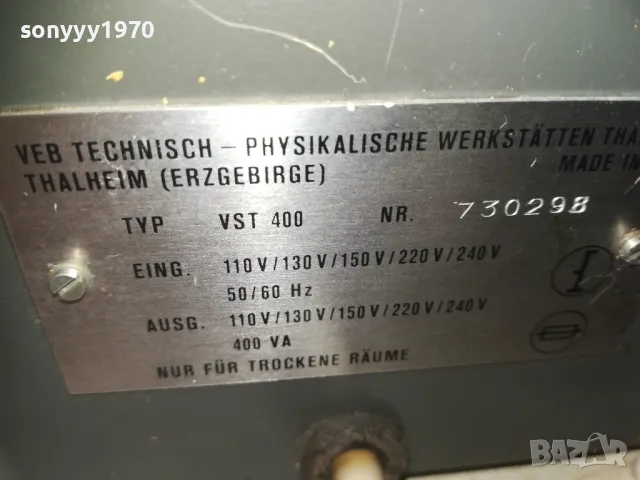 sonyyy1970
VEB TECHNISCH – PHYSIKALISCHE WERKSTÄTTEN THA
THALHEIM (ERZGEBIRGE) MADE IN
TYP VST 400 NR. 730298
EING. 110 V / 130 V / 150 V / 220 V / 240 V
50/60 Hz
AUSG. 110 V / 130 V / 150 V / 220 V / 240 V
400 VA
NUR FÜR TROCKENE RÄUME
BAZAR
bg